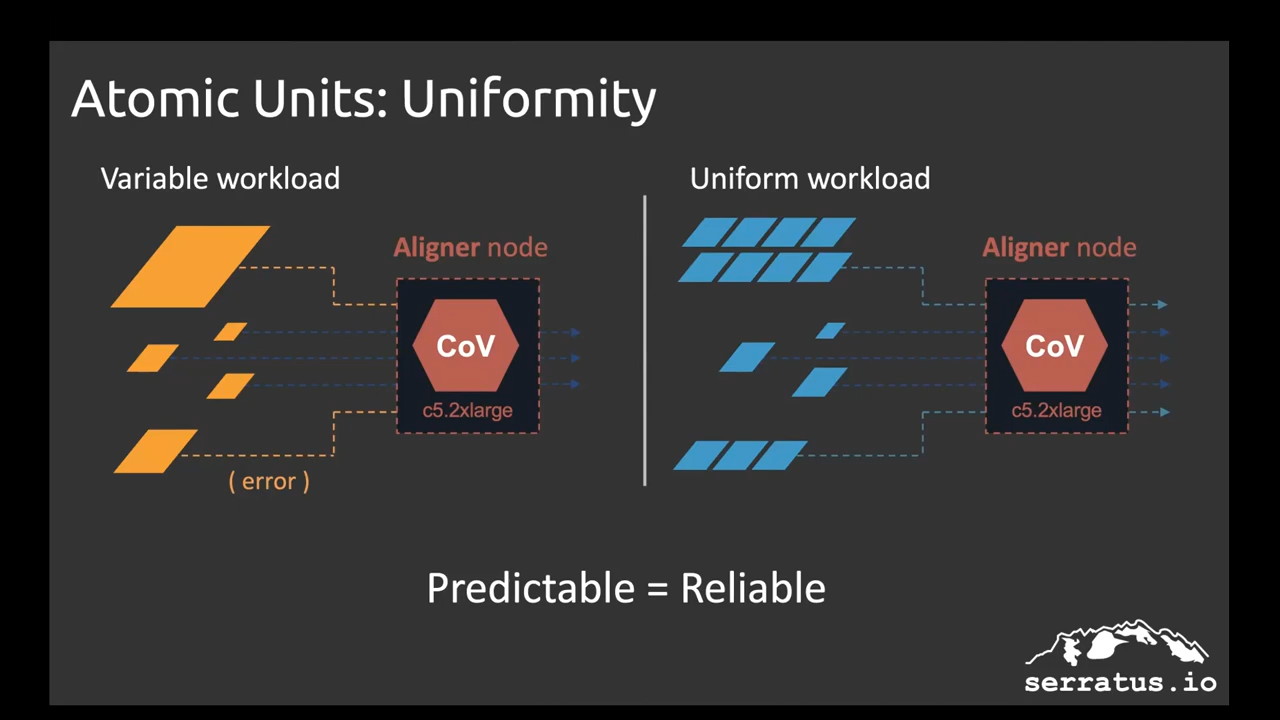 Atomic Units: Uniformity
Variable workload
Aligner node
CoV
c5.2xlarge
( error )
Uniform workload
Aligner node
CoV
c5.2xlarge
Predictable = Reliable
serratus.io